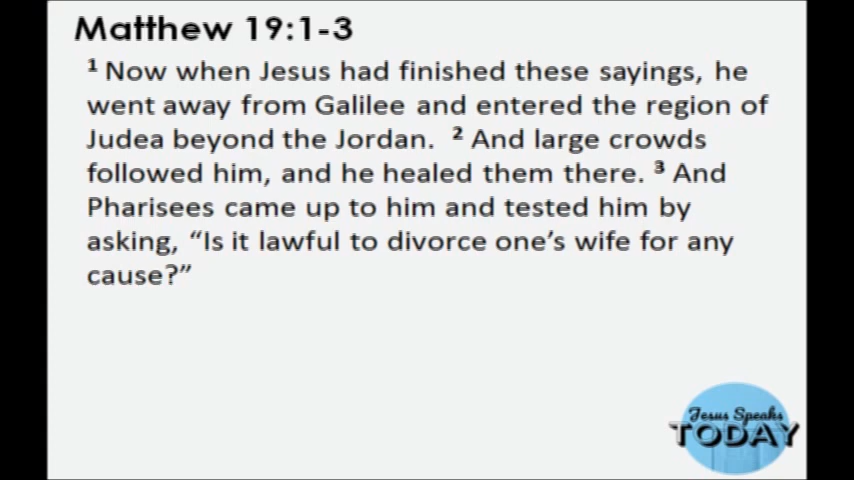 Matthew 19:1-3
¹ Now when Jesus had finished these sayings, he
went away from Galilee and entered the region of
Judea beyond the Jordan. ² And large crowds
followed him, and he healed them there. ³ And
Pharisees came up to him and tested him by
asking, “Is it lawful to divorce one’s wife for any
cause?”
Jesus Speaks
TODAY